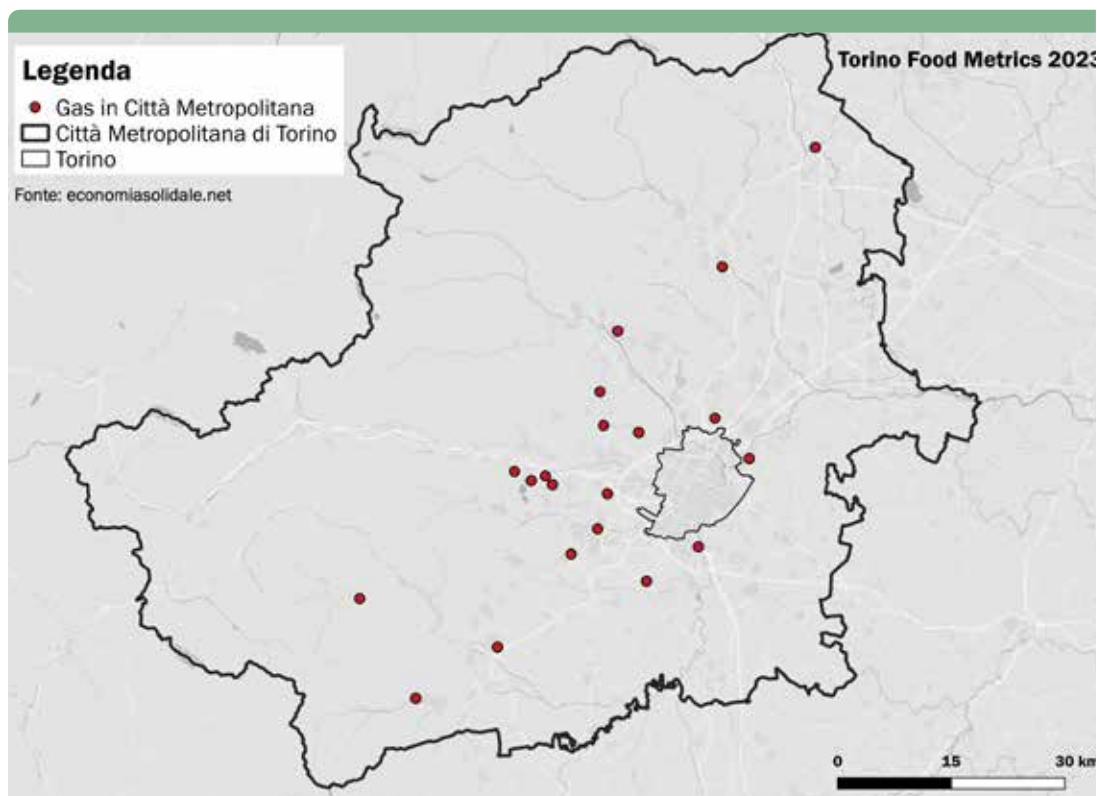 Torino Food Metrics 2023
Legenda
Gas in Città Metropolitana
Città Metropolitana di Torino
Torino
Fonte: economiasolidale.net
0 15 30 km